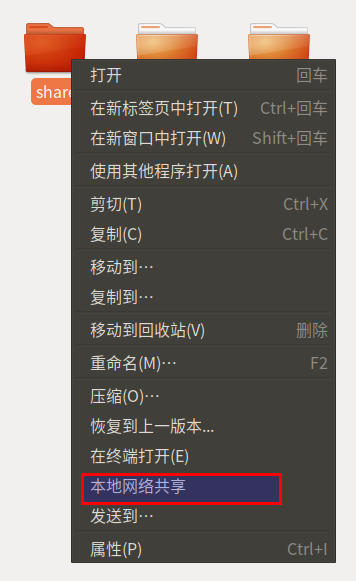 share
打开 回车
在新标签页中打开(T) Ctrl+回车
在新窗口中打开(W) Shift+回车
使用其他程序打开(A)
剪切(T) Ctrl+X
复制(C) Ctrl+C
移动到…
复制到…
移动到回收站(V) 删除
重命名(M)… F2
压缩(O)…
恢复到上一版本...
在终端打开(E)
本地网络共享
发送到…
属性(P) Ctrl+I